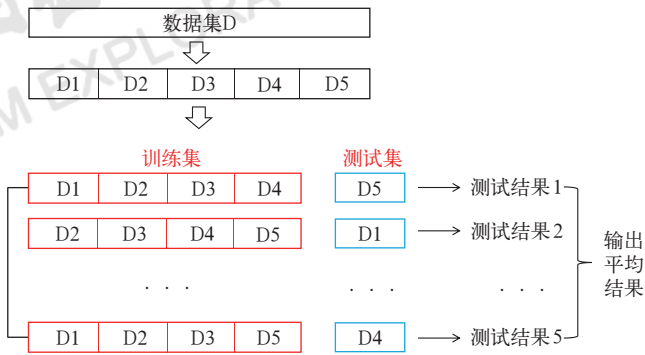 数据集D
D1 D2 D3 D4 D5
训练集 测试集
D1 D2 D3 D4 D5 测试结果1
D2 D3 D4 D5 D1 测试结果2
输出
平均
结果
· · · · · · · · ·
D1 D2 D3 D5 D4 测试结果5